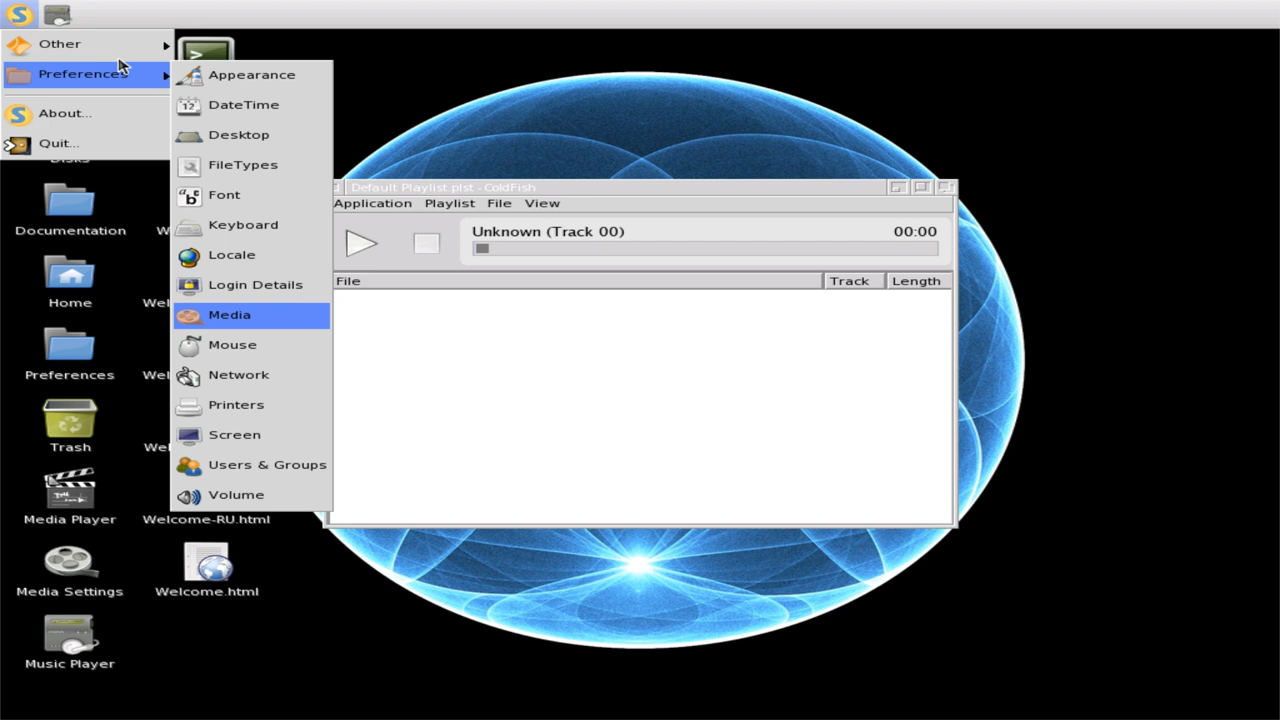 Other
Preferences
About...
Quit...
Appearance
DateTime
Desktop
FileTypes
Font
Keyboard
Locale
Login Details
Media
Mouse
Network
Printers
Screen
Users & Groups
Volume
Default Playlist plst - ColdFish
Application Playlist File View
Unknown (Track 00) 00:00
File Track Length
Disks
Documentation
Home
Preferences
Trash
Media Player
Media Settings
Music Player
Welcome-RU.html
Welcome.html